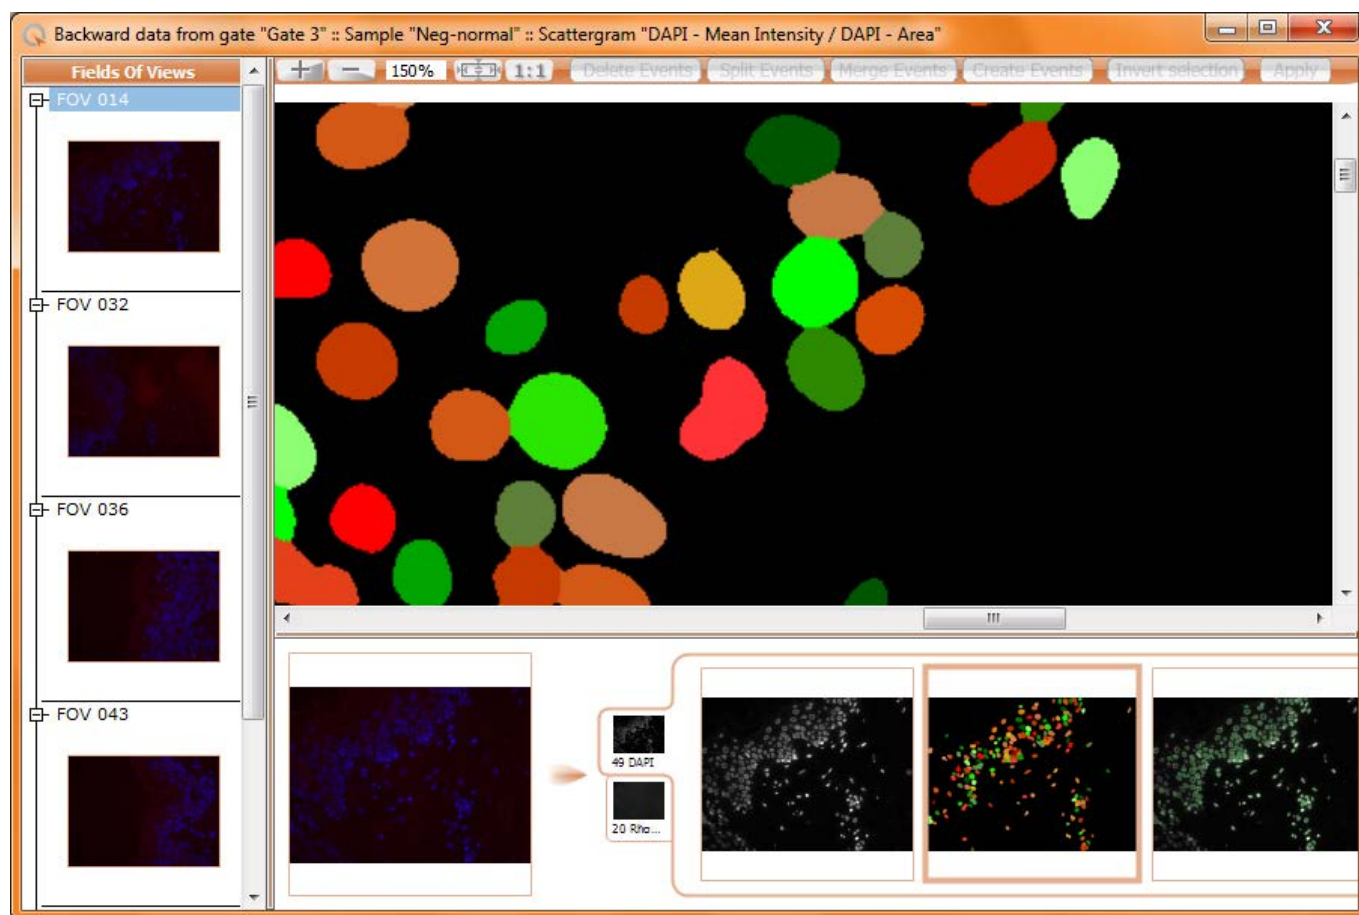 Backward data from gate "Gate 3" :: Sample "Neg-normal" :: Scattergram "DAPI - Mean Intensity / DAPI - Area"
Fields Of Views
150%
1:1
Delete Events
Split Events
Merge Events
Create Events
Invert selection
Apply
FOV 014
FOV 032
FOV 036
FOV 043
49 DAPI
20 Rho...